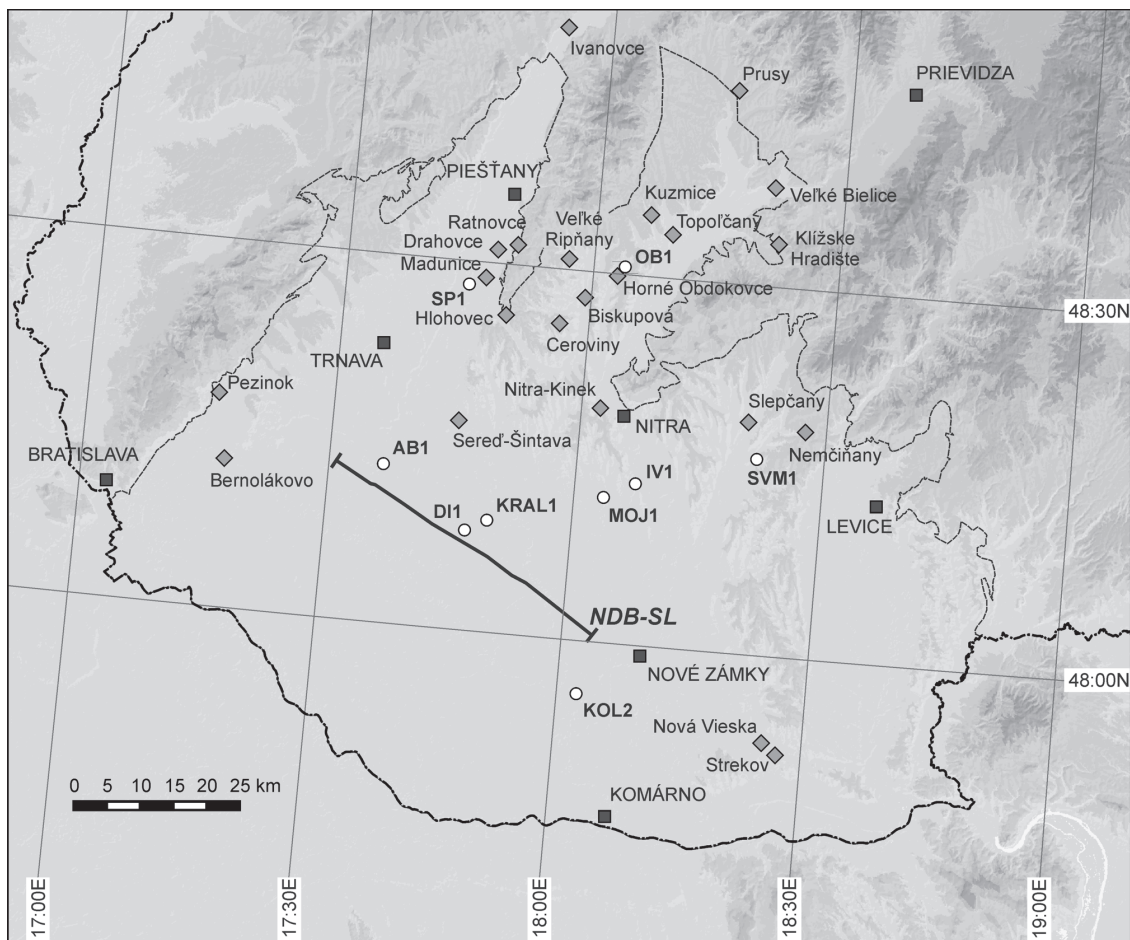 Ivanovce
Prusy
PRIEVIDZA
PIEŠŤANY
Kuzmice
Veľké Bielice
Ratnovce
Veľké
Ripňany
Topoľčany
Drahovce
Klížske
Hradište
Madunice
OB1
SP1
Horné Obdokovce
48:30N
Hlohovec
Biskupová
Ceroviny
TRNAVA
Pezinok
Nitra-Kinek
Slepčany
NITRA
Sereď-Šintava
Nemčiňany
BRATISLAVA
AB1
Bernolákovo
IV1
SVM1
DI1
KRAL1
MOJ1
LEVICE
NDB-SL
NOVÉ ZÁMKY
48:00N
KOL2
Nová Vieska
Strekov
0 5 10 15 20 25 km
KOMÁRNO
17:00E
17:30E
18:00E
18:30E
19:00E